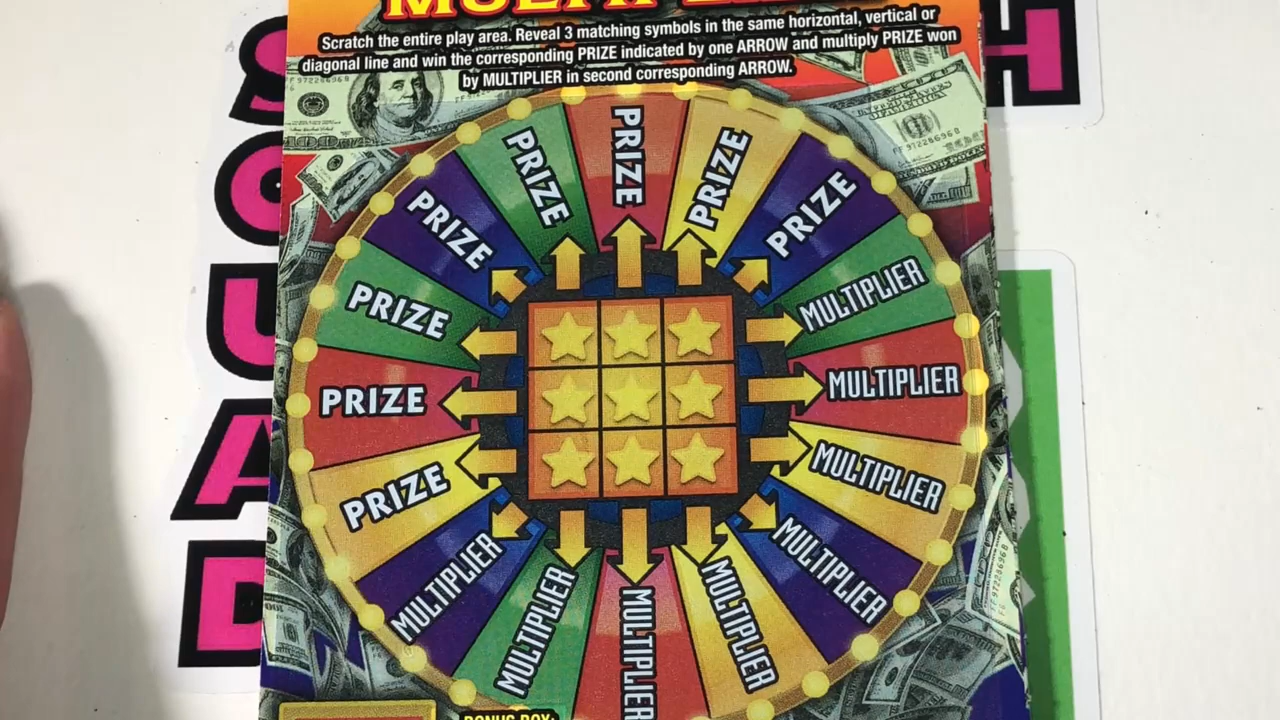 Scratch the entire play area. Reveal 3 matching symbols in the same horizontal, vertical or
diagonal line and win the corresponding PRIZE indicated by one ARROW and multiply PRIZE won
by MULTIPLIER in second corresponding ARROW.
PRIZE
PRIZE
PRIZE
PRIZE
PRIZE
PRIZE
PRIZE
PRIZE
MULTIPLIER
MULTIPLIER
MULTIPLIER
MULTIPLIER
MULTIPLIER
MULTIPLIER
MULTIPLIER
MULTIPLIER
BONUS BOX:
SQUAD
H